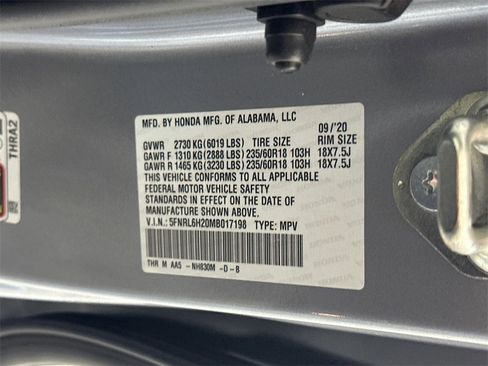 MFD. BY HONDA MFG. OF ALABAMA, LLC
09/'20
GVWR 2730 KG (6019 LBS) TIRE SIZE RIM SIZE
GAWR F 1310 KG (2888 LBS) 235/60R18 103H 18X7.5J
GAWR R 1465 KG (3230 LBS) 235/60R18 103H 18X7.5J
THIS VEHICLE CONFORMS TO ALL APPLICABLE
FEDERAL MOTOR VEHICLE SAFETY
STANDARDS IN EFFECT ON THE DATE OF
MANUFACTURE SHOWN ABOVE.
V.I.N.: 5FNRL6H20MB017198 TYPE: MPV
THR M AA5 -NH830M -D-B
THRA2